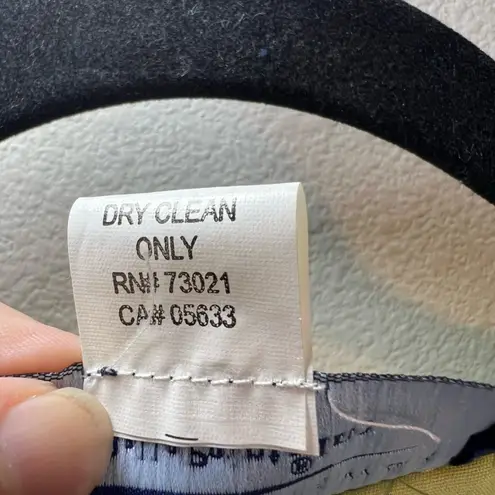 DRY CLEAN
ONLY
RN# 73021
CA# 05633
®